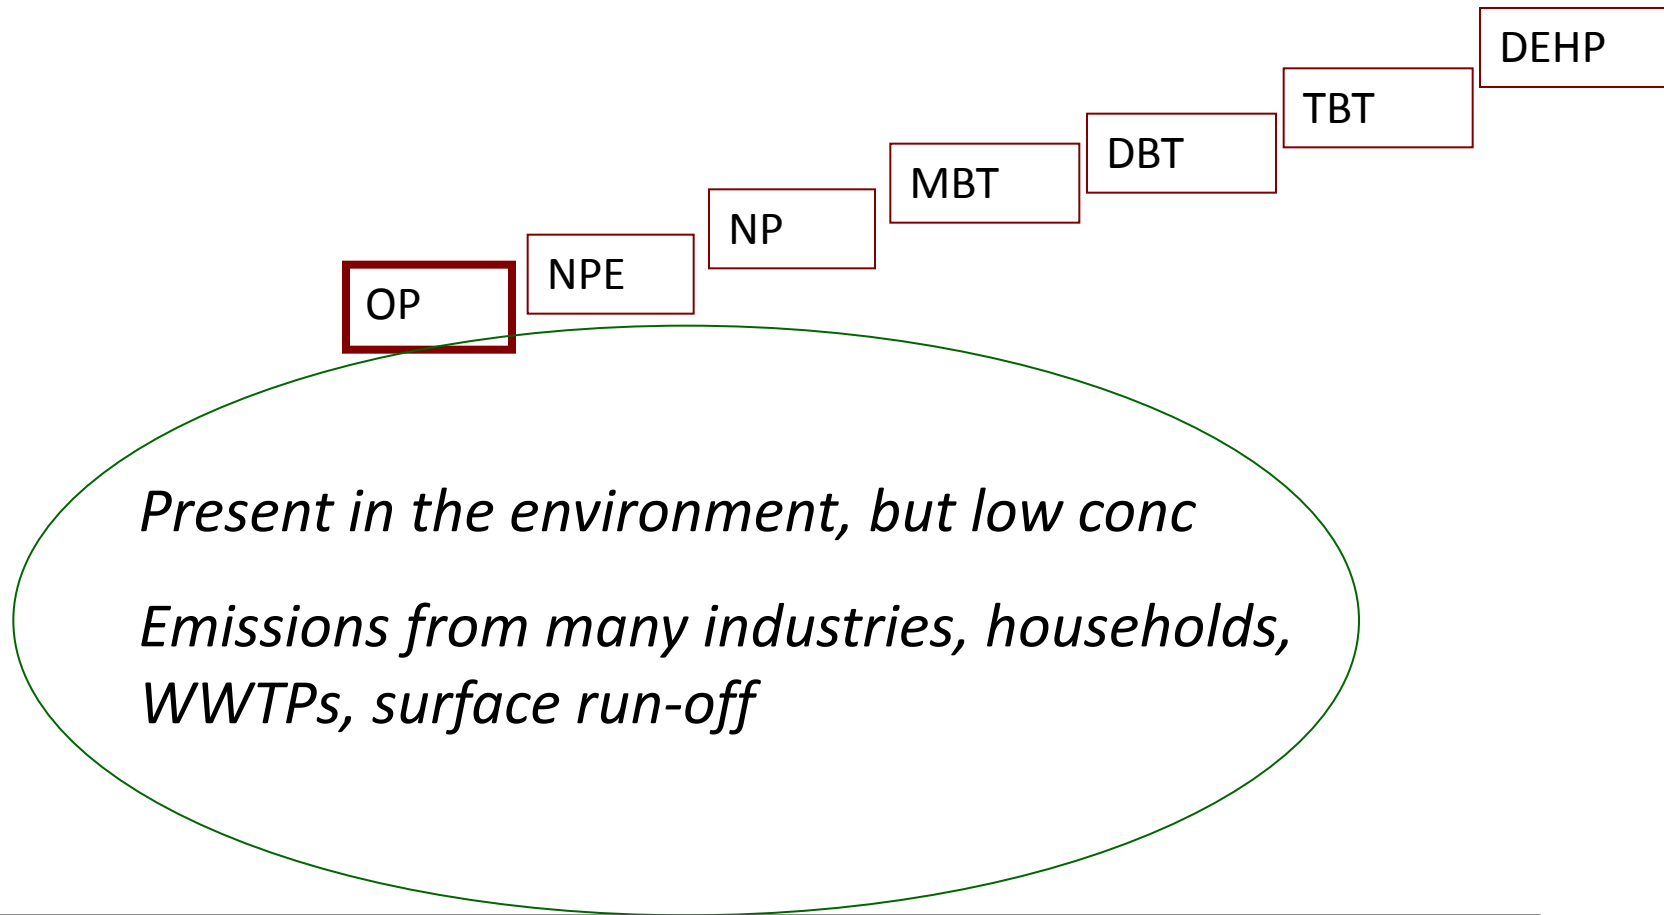 DEHP
TBT
DBT
MBT
NP
NPE
OP
Present in the environment, but low conc
Emissions from many industries, households,
WWTPs, surface run-off